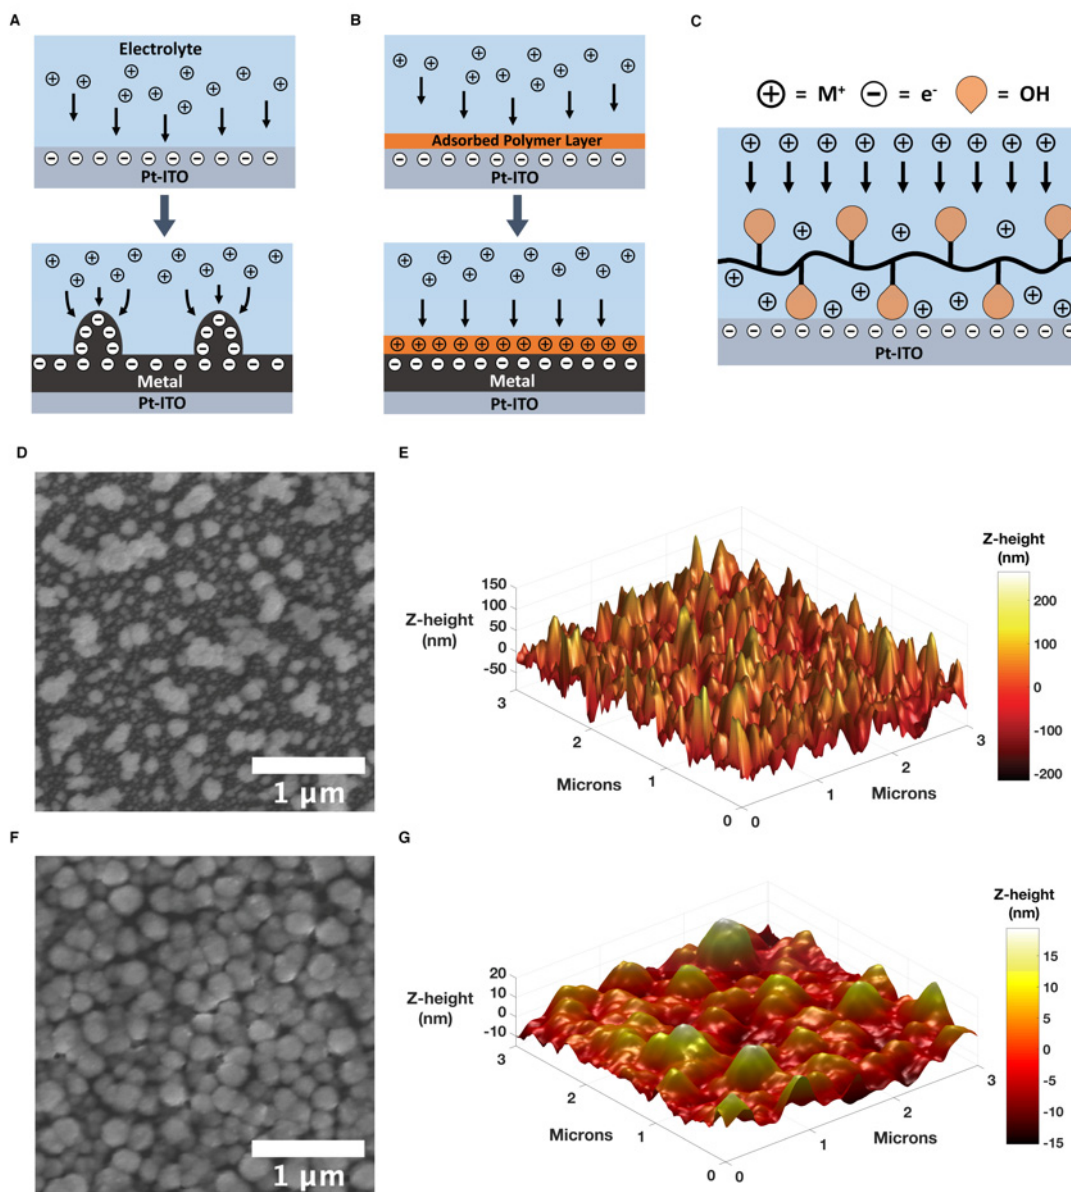 A
Electrolyte
Pt-ITO
Metal
Pt-ITO
B
Adsorbed Polymer Layer
Pt-ITO
Metal
Pt-ITO
C
= M⁺ = e⁻ = OH
Pt-ITO
D
1 μm
E
Z-height
(nm)
150
100
50
0
-50
3
2
1
0
Microns
0
1
2
3
Microns
Z-height
(nm)
200
100
0
-100
-200
F
1 μm
G
Z-height
(nm)
20
10
0
-10
3
2
1
0
Microns
0
1
2
3
Microns
Z-height
(nm)
15
10
5
0
-5
-10
-15